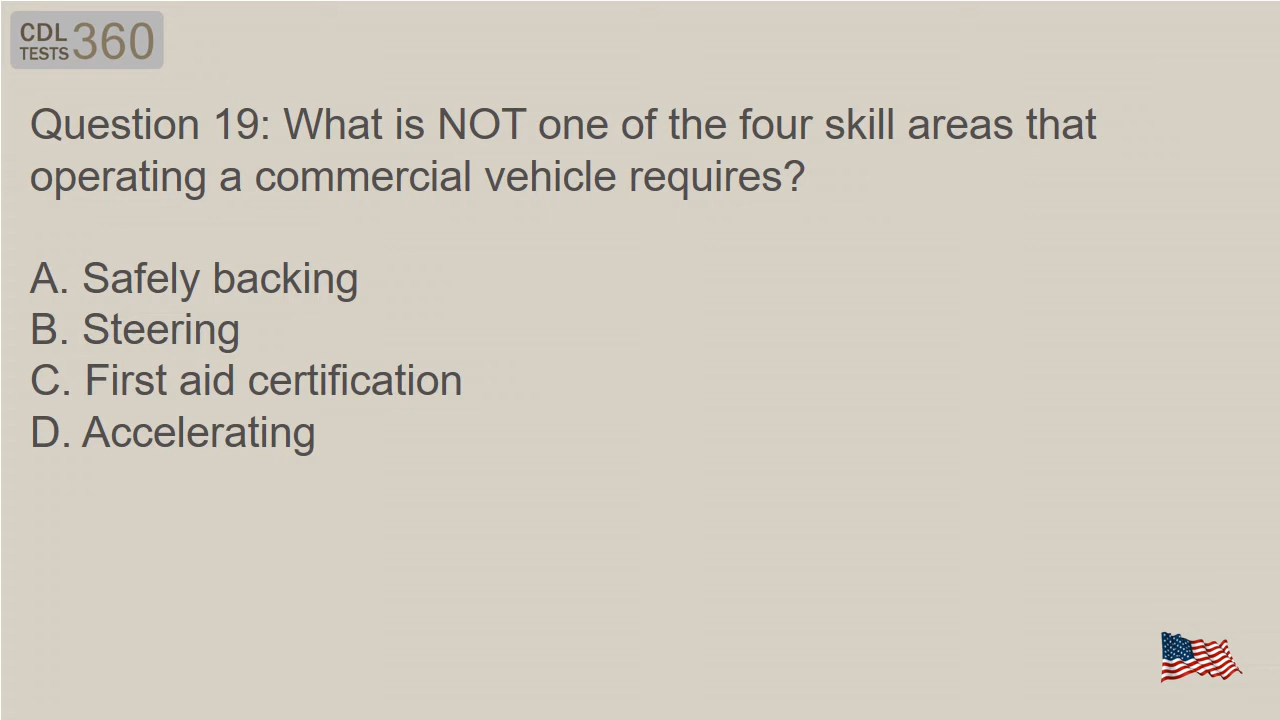 CDL
TESTS 360
Question 19: What is NOT one of the four skill areas that
operating a commercial vehicle requires?
A. Safely backing
B. Steering
C. First aid certification
D. Accelerating